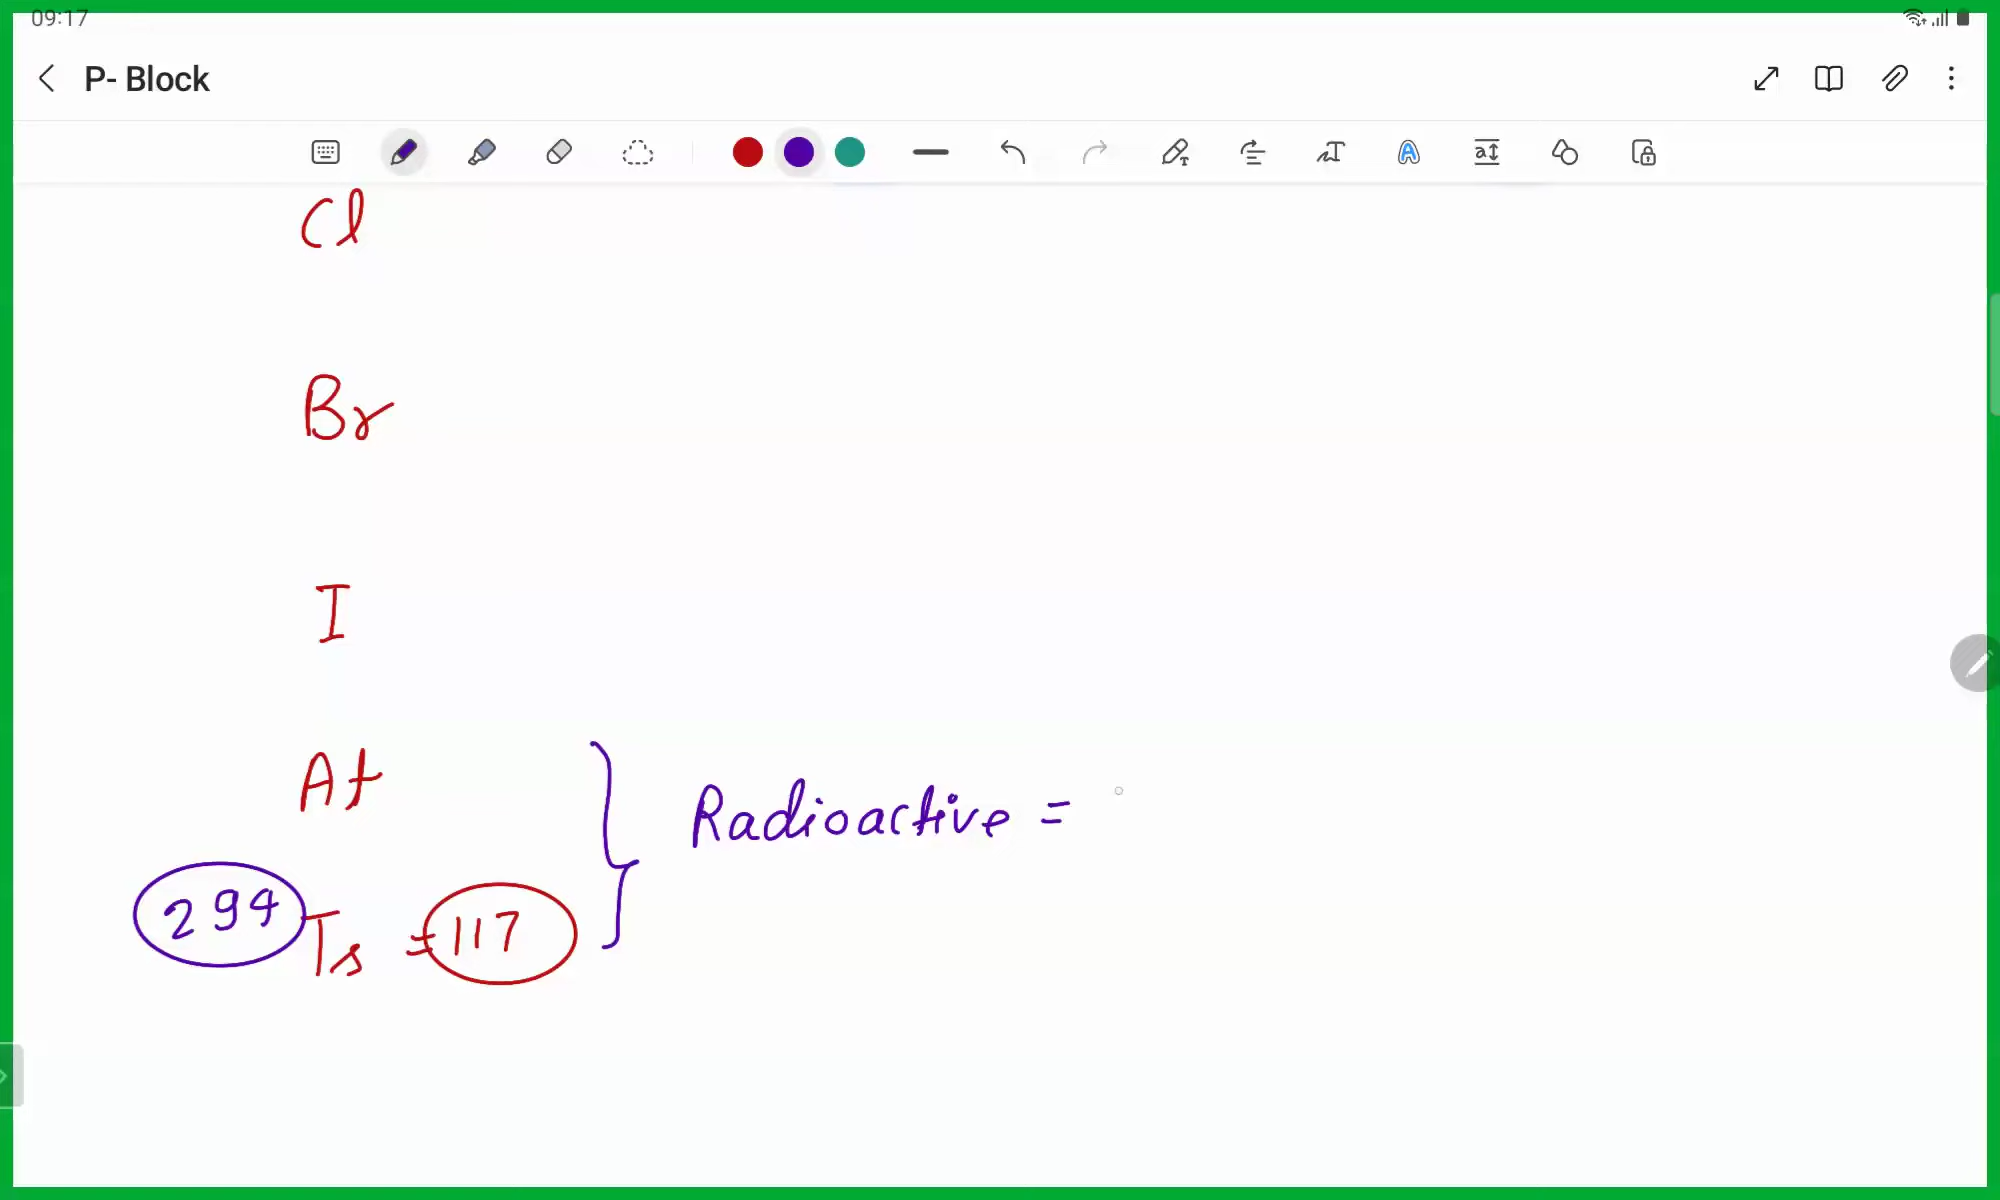 09:17
P- Block
Cl
Br
I
At
Radioactive =
294 Ts = 117